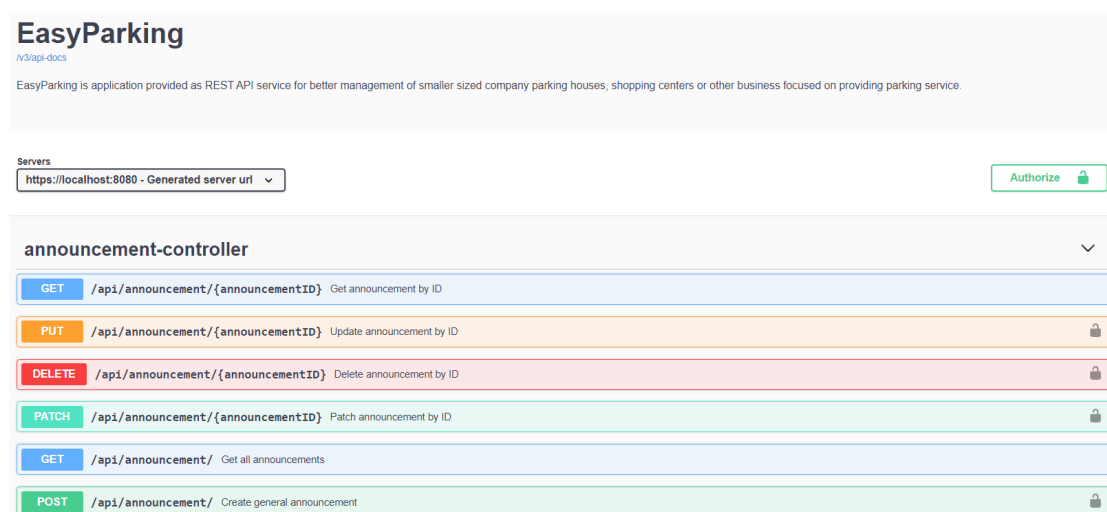 EasyParking
/v3/api-docs
EasyParking is application provided as REST API service for better management of smaller sized company parking houses, shopping centers or other business focused on providing parking service.
Servers
https://localhost:8080 - Generated server url
Authorize
announcement-controller
GET /api/announcement/{announcementID} Get announcement by ID
PUT /api/announcement/{announcementID} Update announcement by ID
DELETE /api/announcement/{announcementID} Delete announcement by ID
PATCH /api/announcement/{announcementID} Patch announcement by ID
GET /api/announcement/ Get all announcements
POST /api/announcement/ Create general announcement